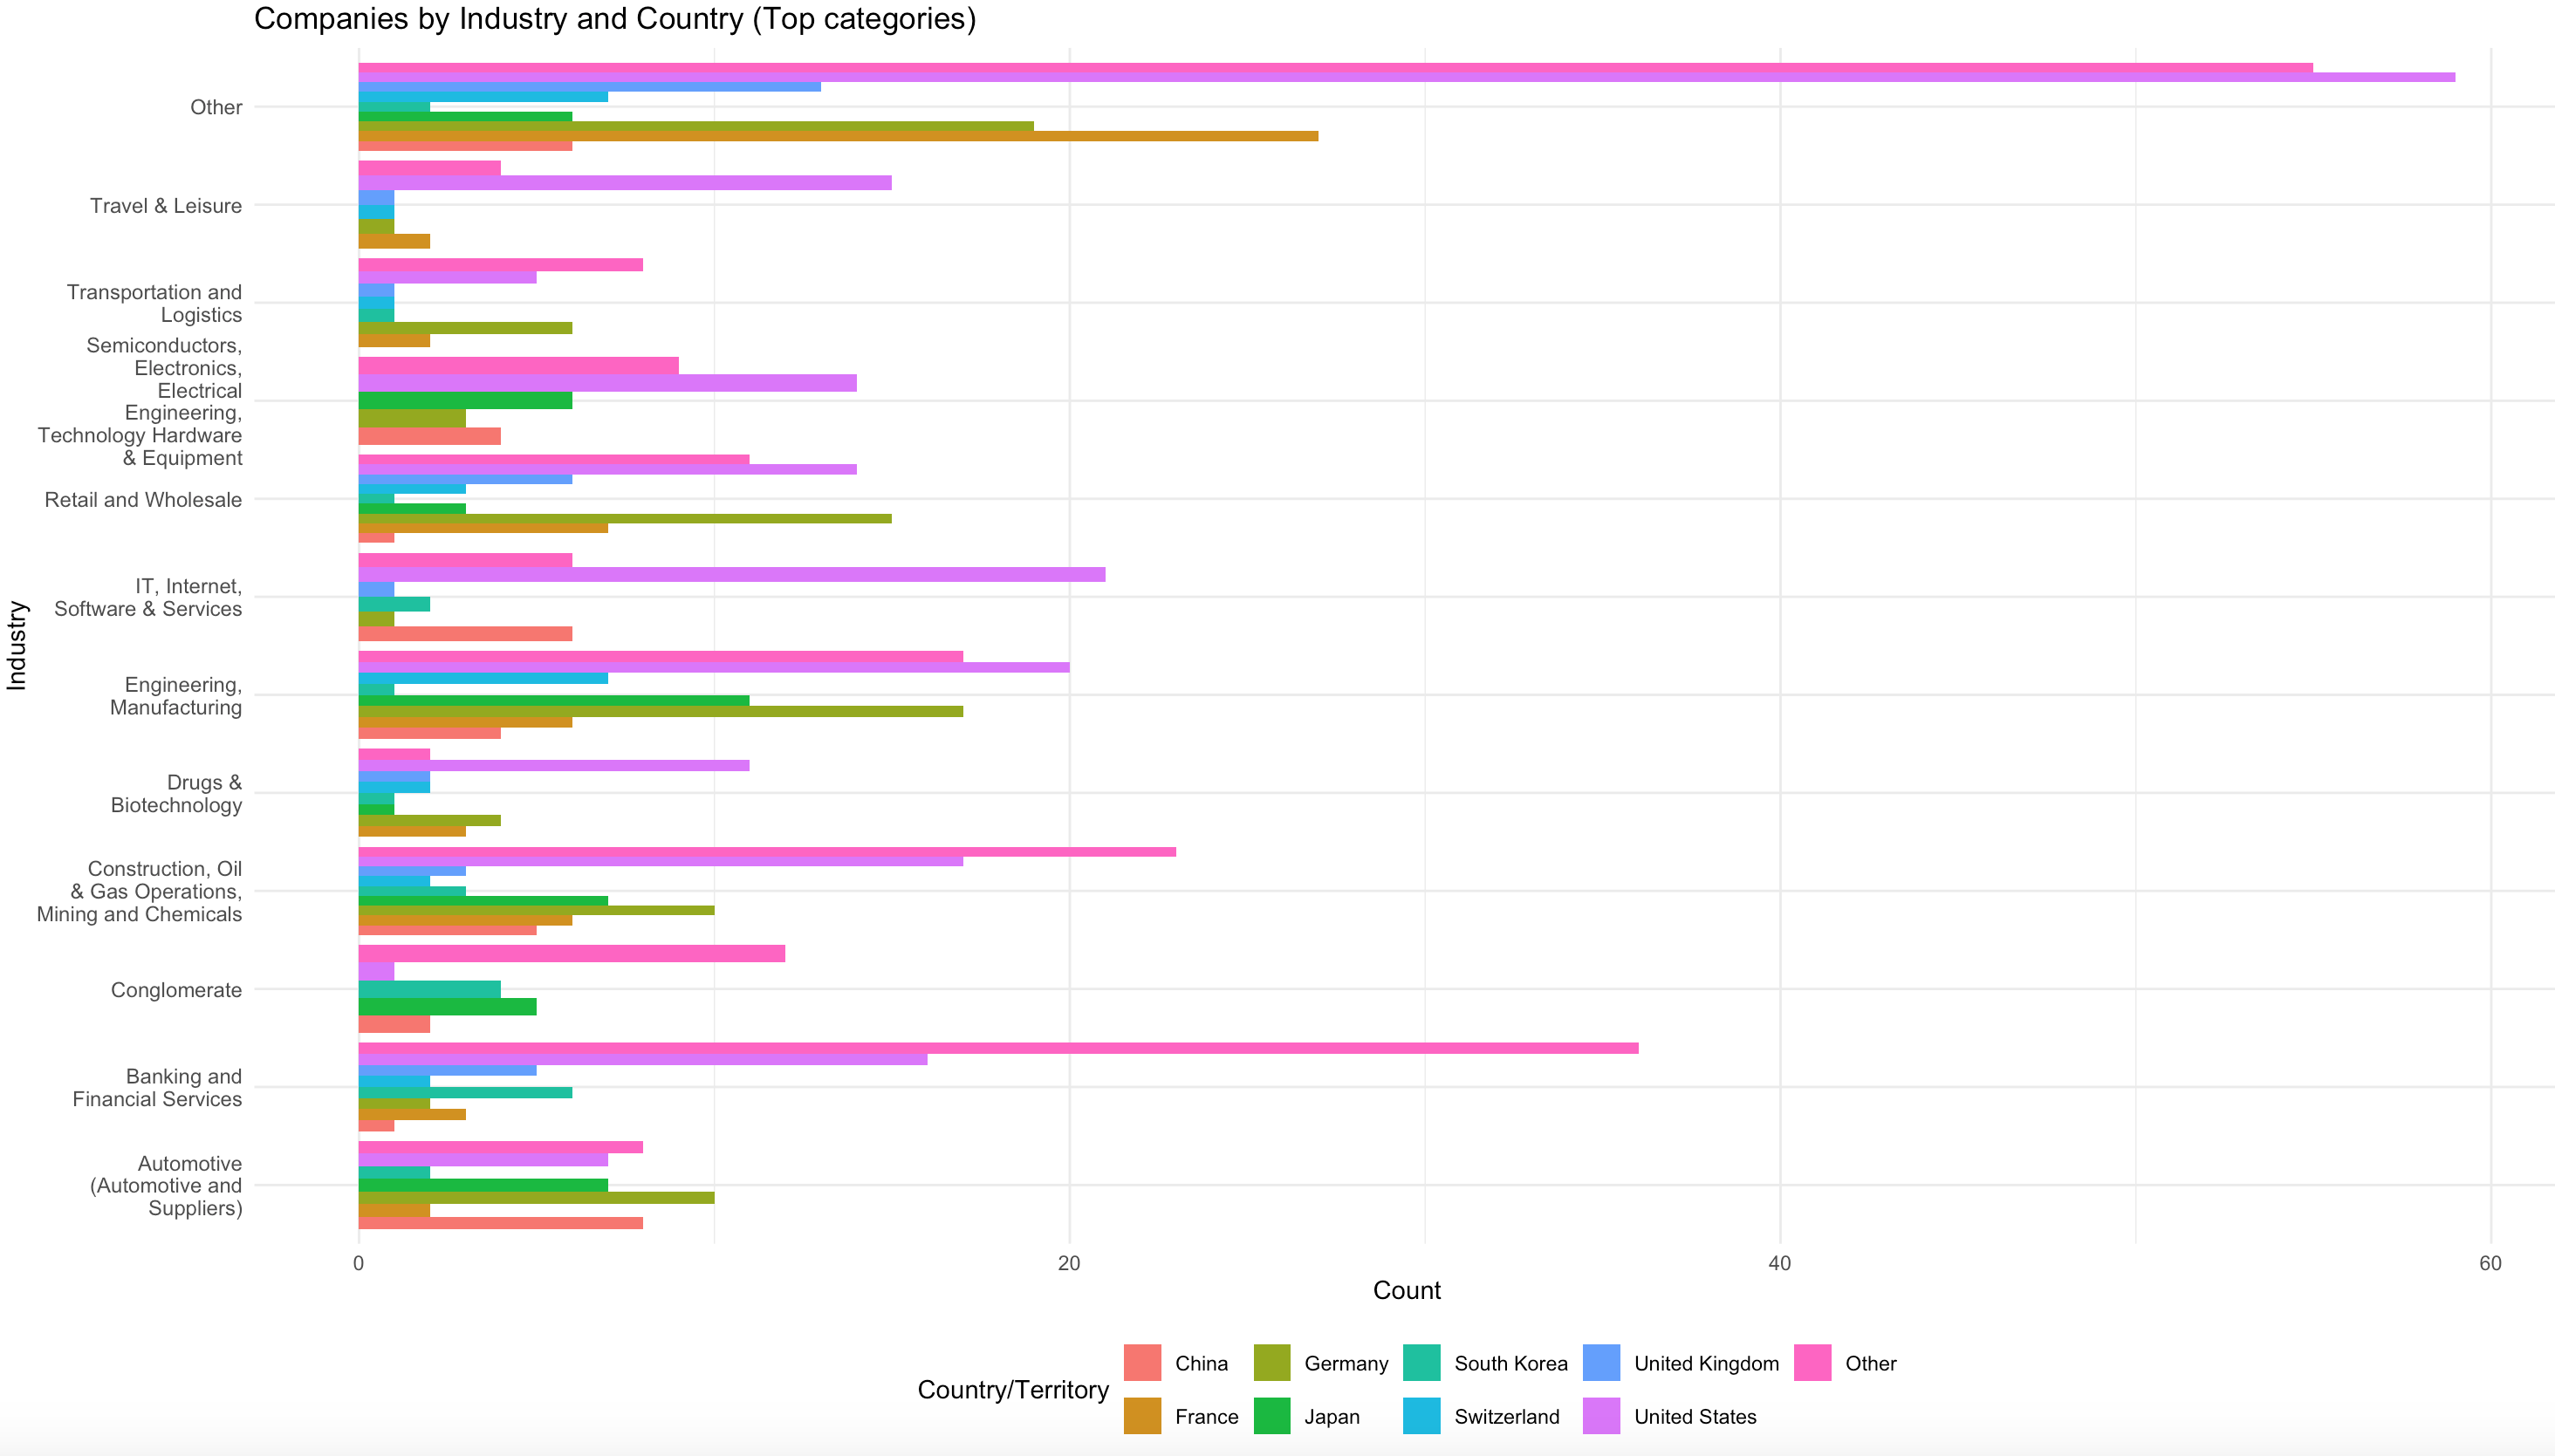 Companies by Industry and Country (Top categories)
Industry
Other
Travel & Leisure
Transportation and
Logistics
Semiconductors,
Electronics,
Electrical
Engineering,
Technology Hardware
& Equipment
Retail and Wholesale
IT, Internet,
Software & Services
Engineering,
Manufacturing
Drugs &
Biotechnology
Construction, Oil
& Gas Operations,
Mining and Chemicals
Conglomerate
Banking and
Financial Services
Automotive
(Automotive and
Suppliers)
0 20 40 60
Count
Country/Territory
China Germany South Korea United Kingdom Other
France Japan Switzerland United States